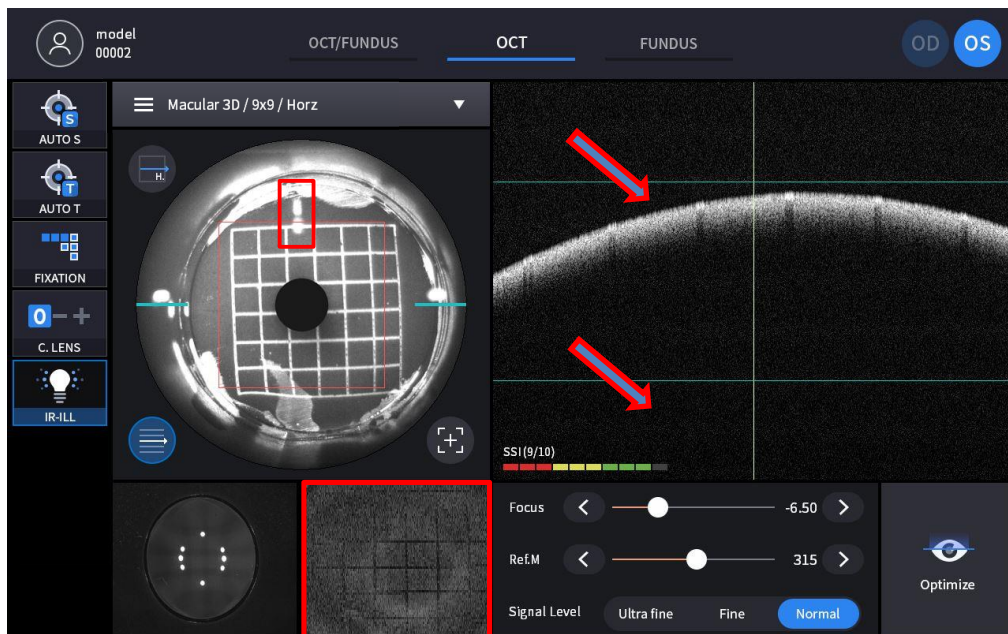 model
00002
OCT/FUNDUS
OCT
FUNDUS
OD
OS
S
AUTO S
T
AUTO T
FIXATION
0 - +
C. LENS
IR-ILL
Macular 3D / 9x9 / Horz
H.
SSI(9/10)
Focus
-6.50
Ref.M
315
Signal Level
Ultra fine
Fine
Normal
Optimize